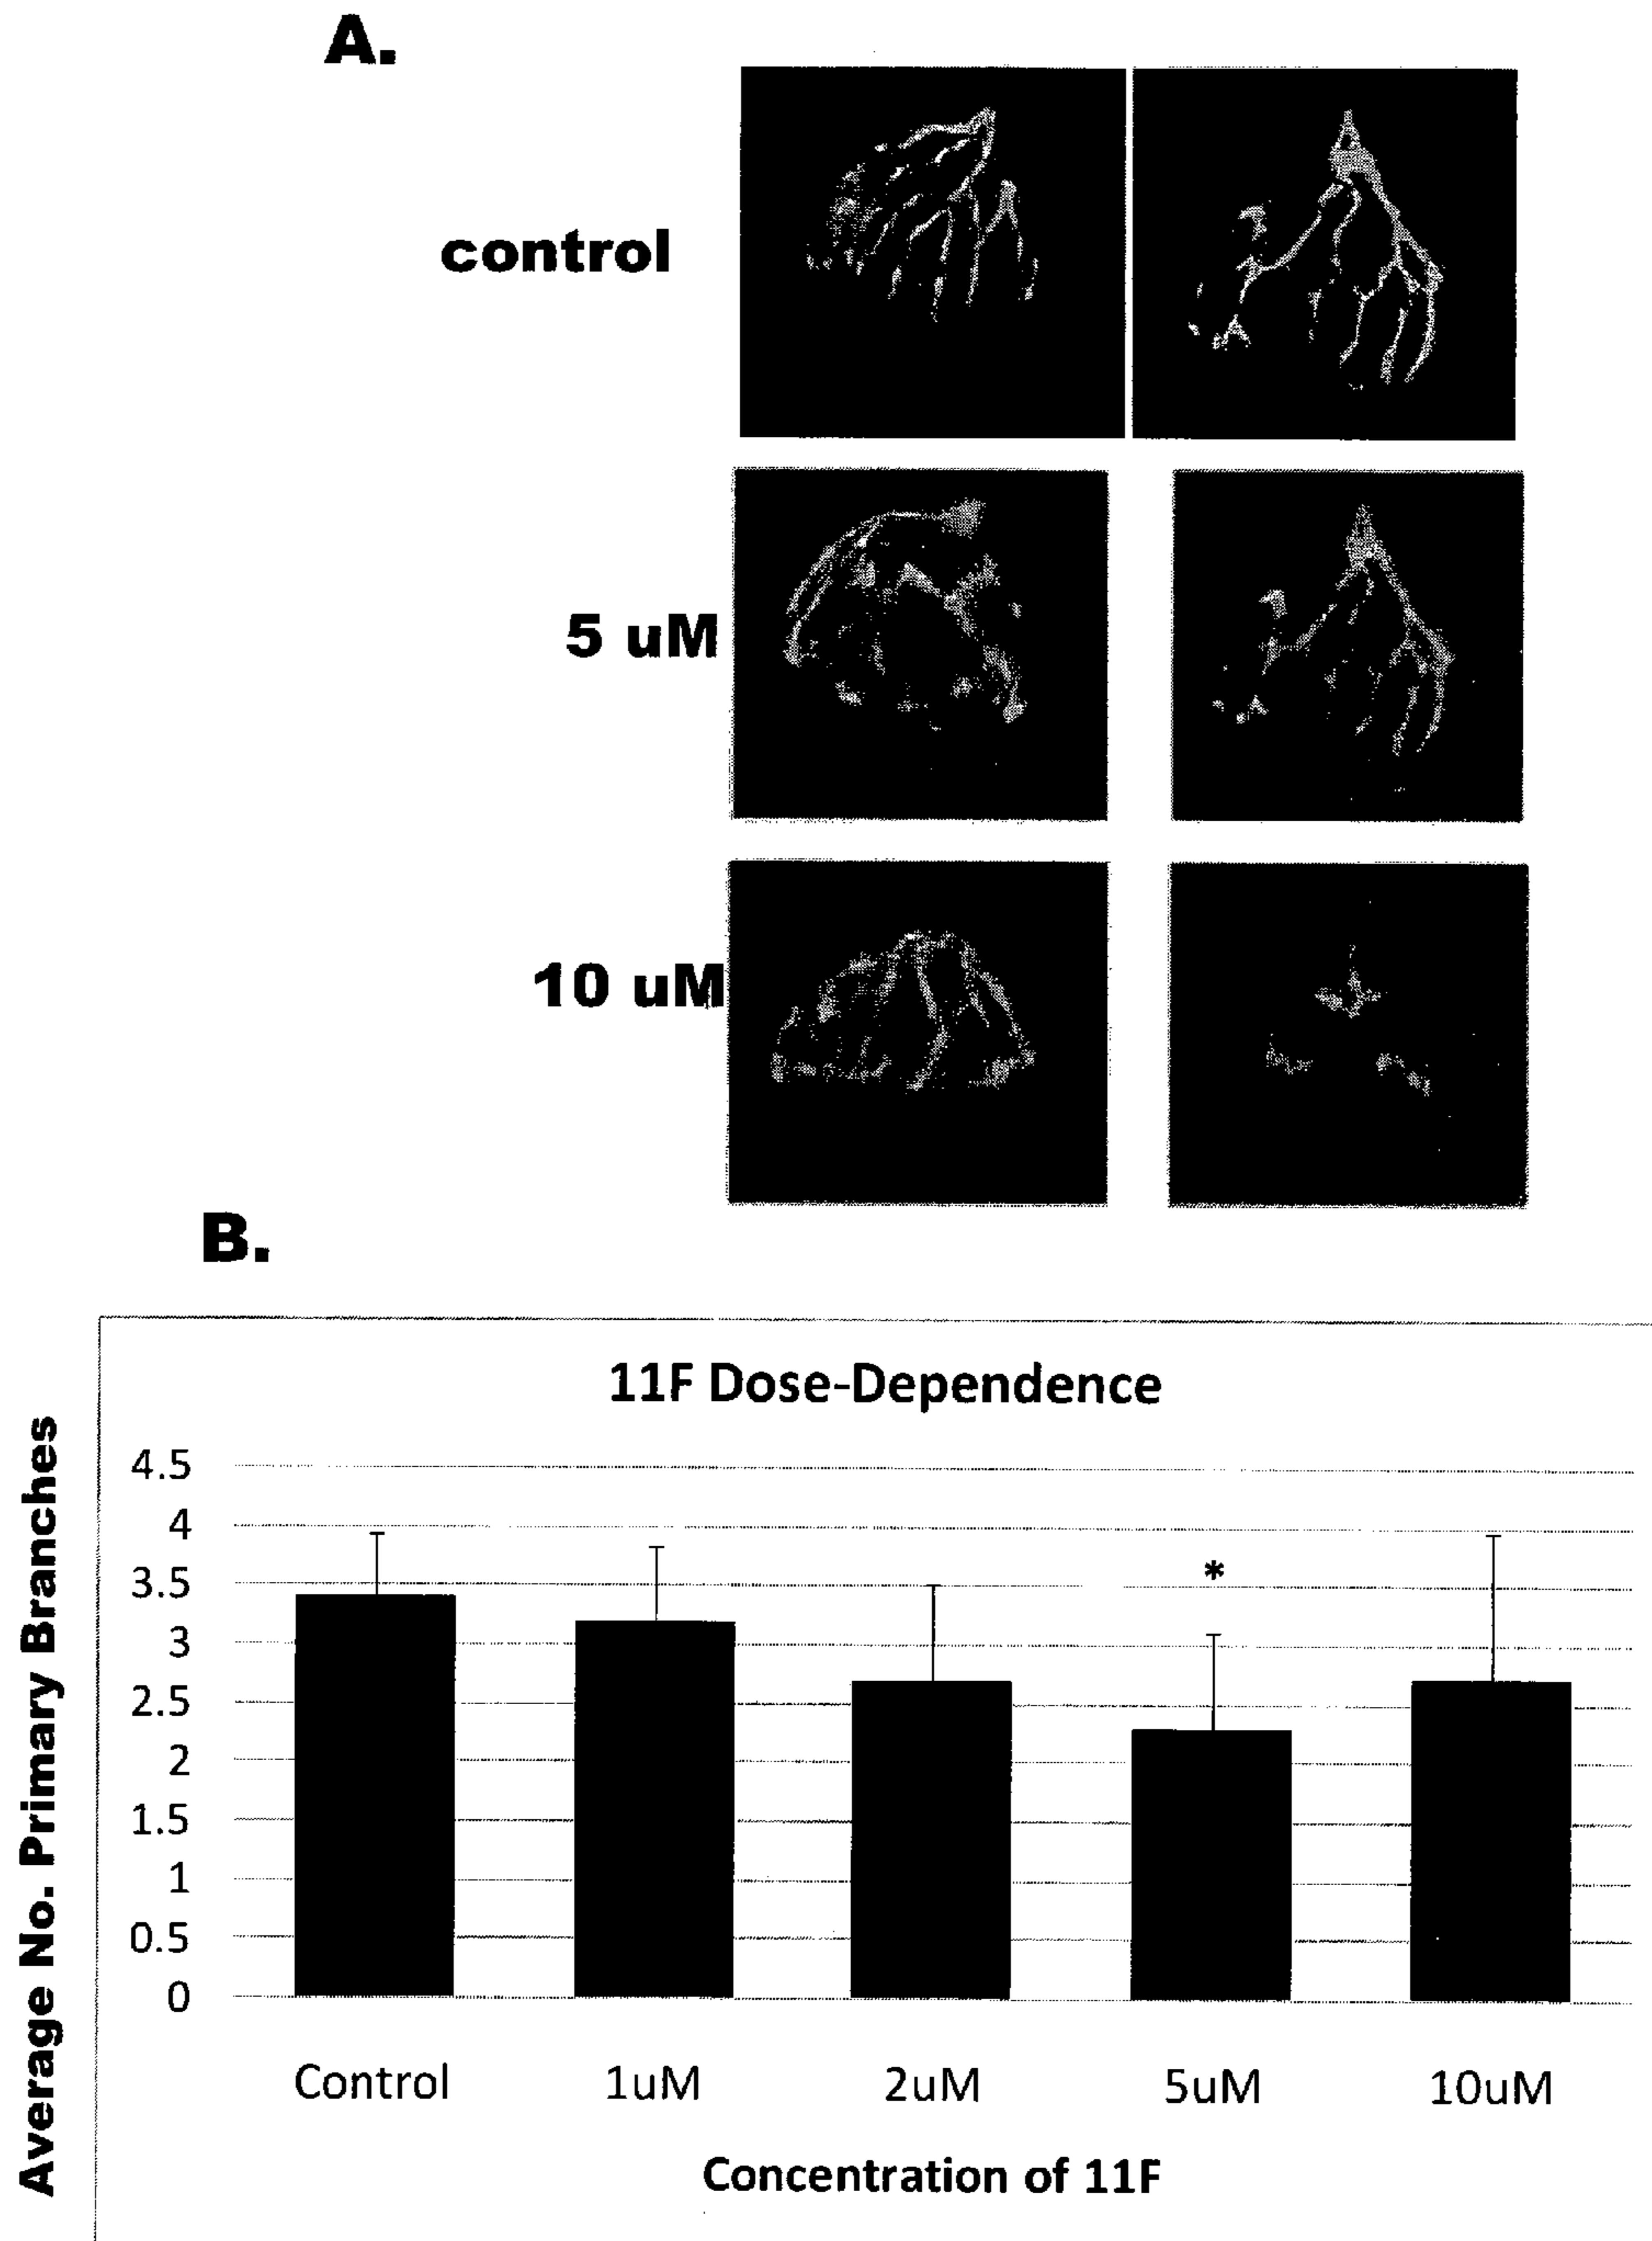 A.
control
5 uM
10 uM
B.
11F Dose-Dependence
Average No. Primary Branches
4.5
4
3.5
3
2.5
2
1.5
1
0.5
0
*
Control 1uM 2uM 5uM 10uM
Concentration of 11F